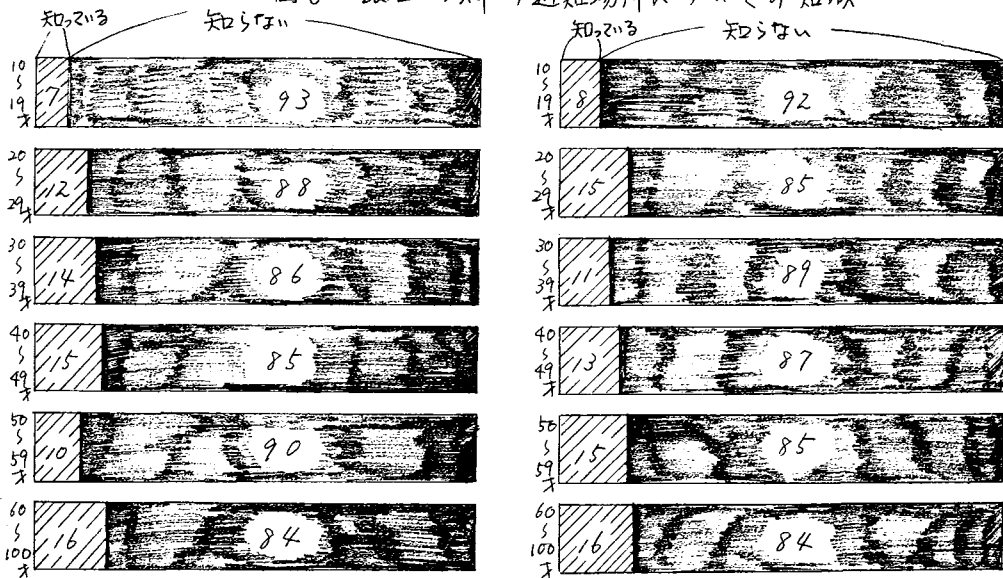 知っている 知らない
10〜19才 7 93
20〜29才 12 88
30〜39才 14 86
40〜49才 15 85
50〜59才 10 90
60〜100才 16 84
知っている 知らない
10〜19才 8 92
20〜29才 15 85
30〜39才 11 89
40〜49才 13 87
50〜59才 15 85
60〜100才 16 84